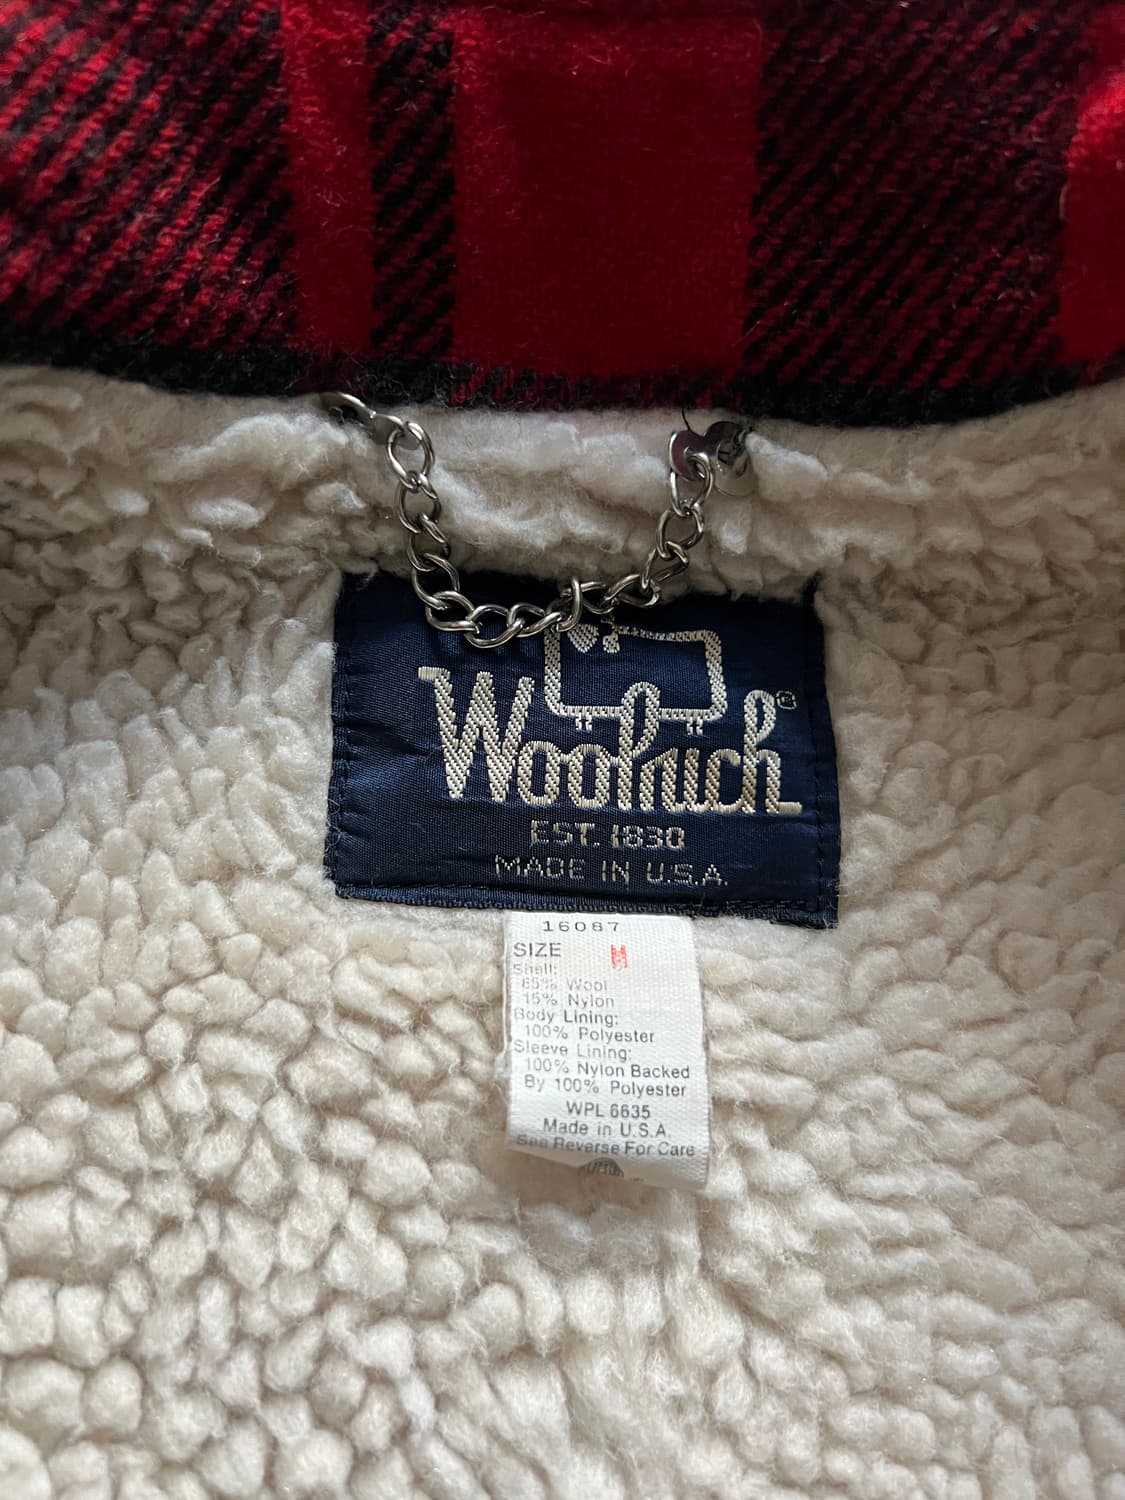 Woolrich®
EST. 1830
MADE IN U.S.A.
16087
SIZE M
Shell:
85% Wool
15% Nylon
Body Lining:
100% Polyester
Sleeve Lining:
100% Nylon Backed
By 100% Polyester
WPL 6635
Made in U.S.A.
See Reverse For Care